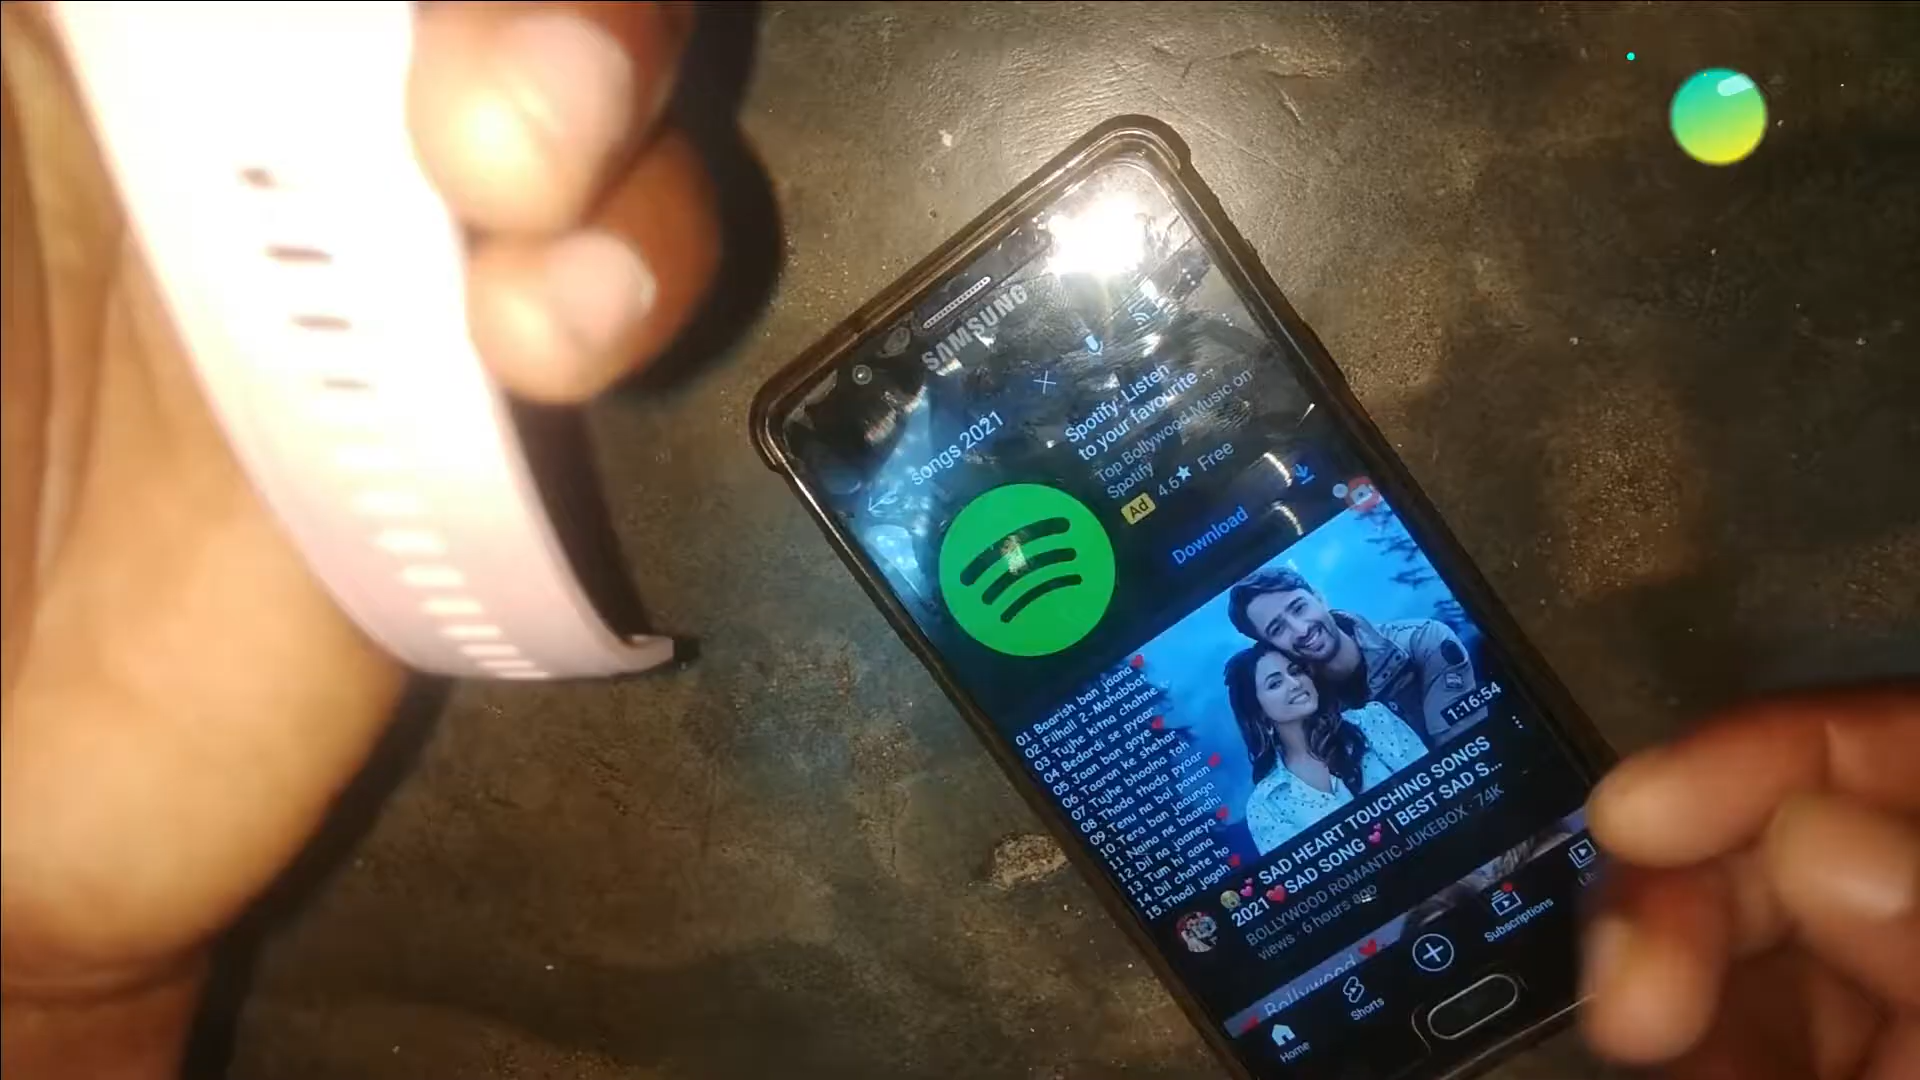 SAMSUNG
songs 2021
Spotify: Listen
to your favourite...
Top Bollywood Music on
Spotify
Ad 4.6★ Free
Download
01. Baarish ban jaana
02. Filhall 2-Mohabbat
03. Tujhe kitna chahne
04. Bedardi se pyaar
05. Jaan ban gaye
06. Taaran ke shehar
07. Tujhe bhoolna toh
08. Thoda thoda pyaar
09. Tenu na bol pawan
10. Tera ban jaaunga
11. Naina ne baandhi
12. Dil na jaaneya
13. Tum hi aana
14. Dil chahte ho
15. Thodi jagah
1:16:54
😭💕 SAD HEART TOUCHING SONGS
2021❤️SAD SONG 💕 | BEST SAD S...
BOLLYWOOD ROMANTIC JUKEBOX · 74K
views · 6 hours ago
Bollywood
Home
Shorts
Subscriptions